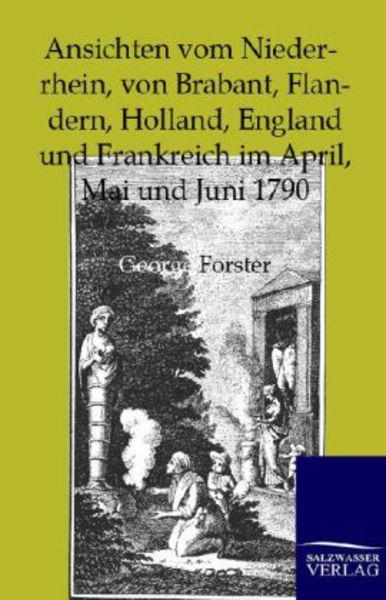 Ansichten vom Nieder-
rhein, von Brabant, Flan-
dern, Holland, England
und Frankreich im April,
Mai und Juni 1790
George Forster
SALZWASSER
VERLAG